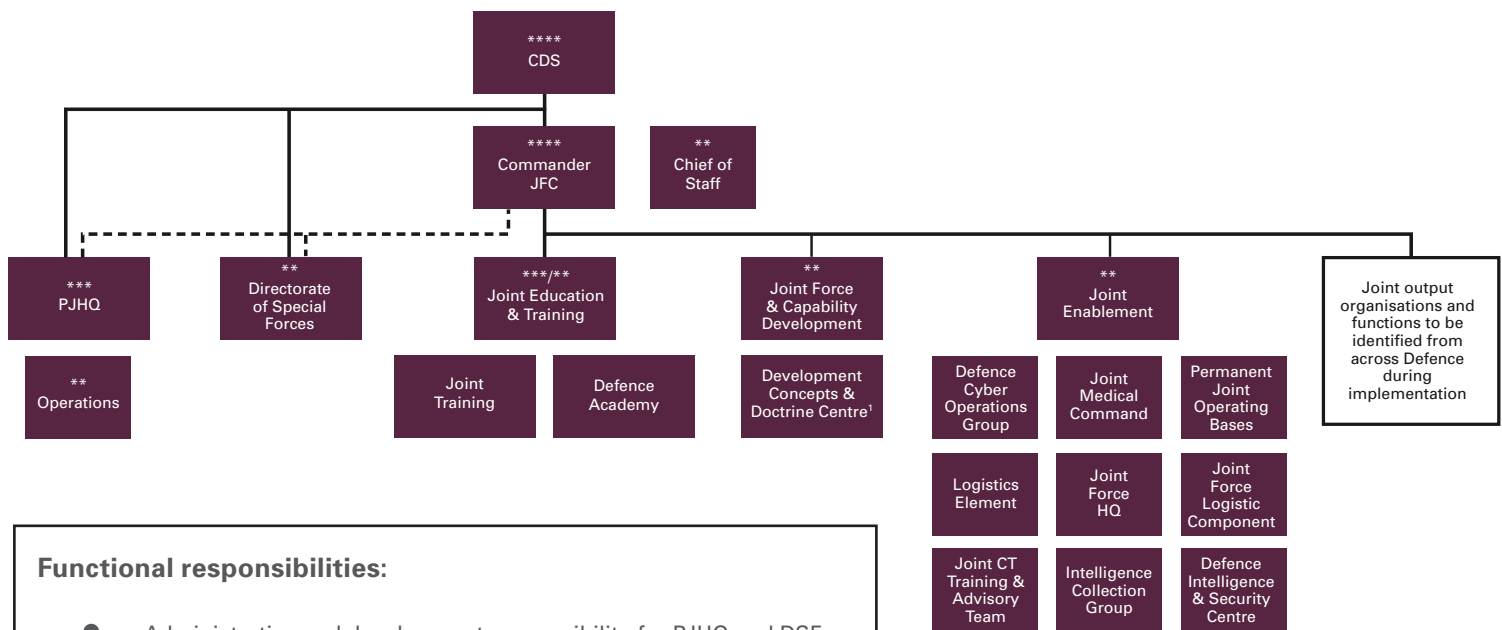 ****
CDS
****
Commander
JFC
**
Chief of
Staff
***
PJHQ
**
Directorate
of Special
Forces
***/**
Joint Education
& Training
**
Joint Force
& Capability
Development
**
Joint
Enablement
Joint output
organisations and
functions to be
identified from
across Defence
during
implementation
**
Operations
Joint
Training
Defence
Academy
Development
Concepts &
Doctrine Centre¹
Defence
Cyber
Operations
Group
Joint
Medical
Command
Permanent
Joint
Operating
Bases
Logistics
Element
Joint
Force
HQ
Joint
Force
Logistic
Component
Joint CT
Training &
Advisory
Team
Intelligence
Collection
Group
Defence
Intelligence
& Security
Centre
Functional responsibilities: